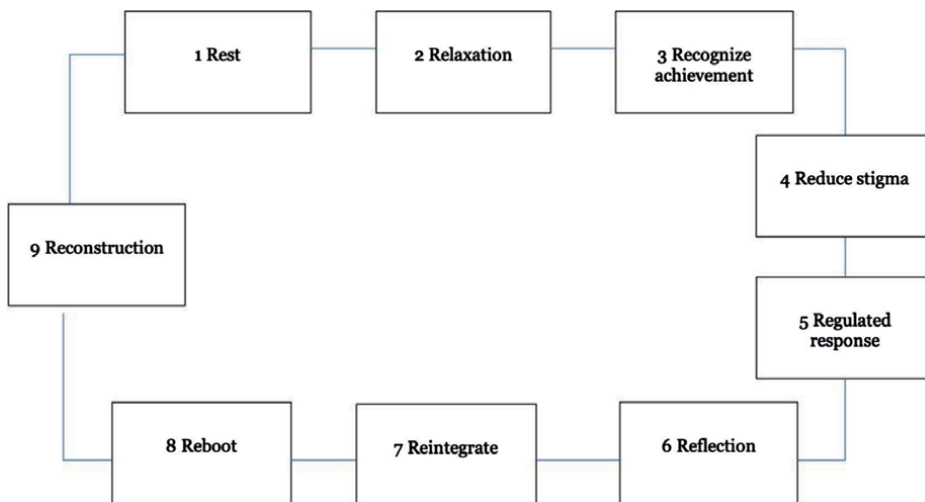 1 Rest
2 Relaxation
3 Recognize
achievement
4 Reduce stigma
5 Regulated
response
6 Reflection
7 Reintegrate
8 Reboot
9 Reconstruction